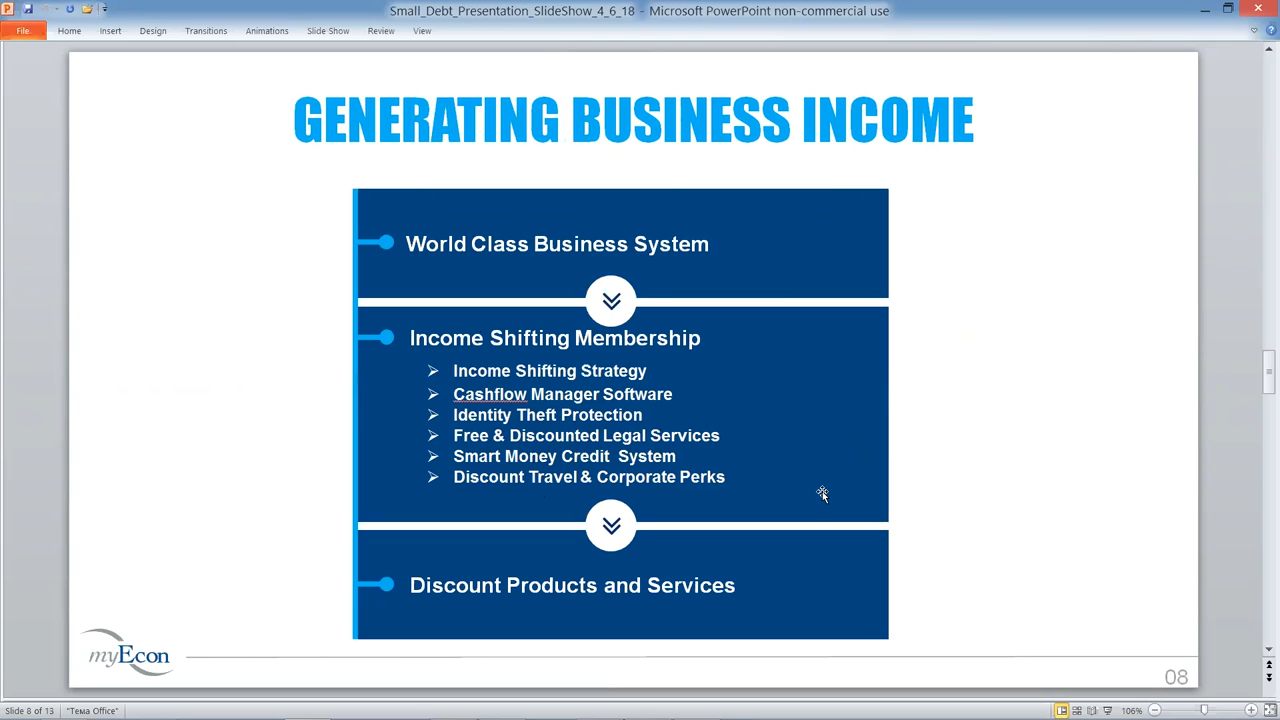 Small_Debt_Presentation_SlideShow_4_6_18 - Microsoft PowerPoint non-commercial use
File Home Insert Design Transitions Animations Slide Show Review View
GENERATING BUSINESS INCOME
World Class Business System
Income Shifting Membership
Income Shifting Strategy
Cashflow Manager Software
Identity Theft Protection
Free & Discounted Legal Services
Smart Money Credit System
Discount Travel & Corporate Perks
Discount Products and Services
myEcon
08
Slide 8 of 13 "Тема Office" 106%